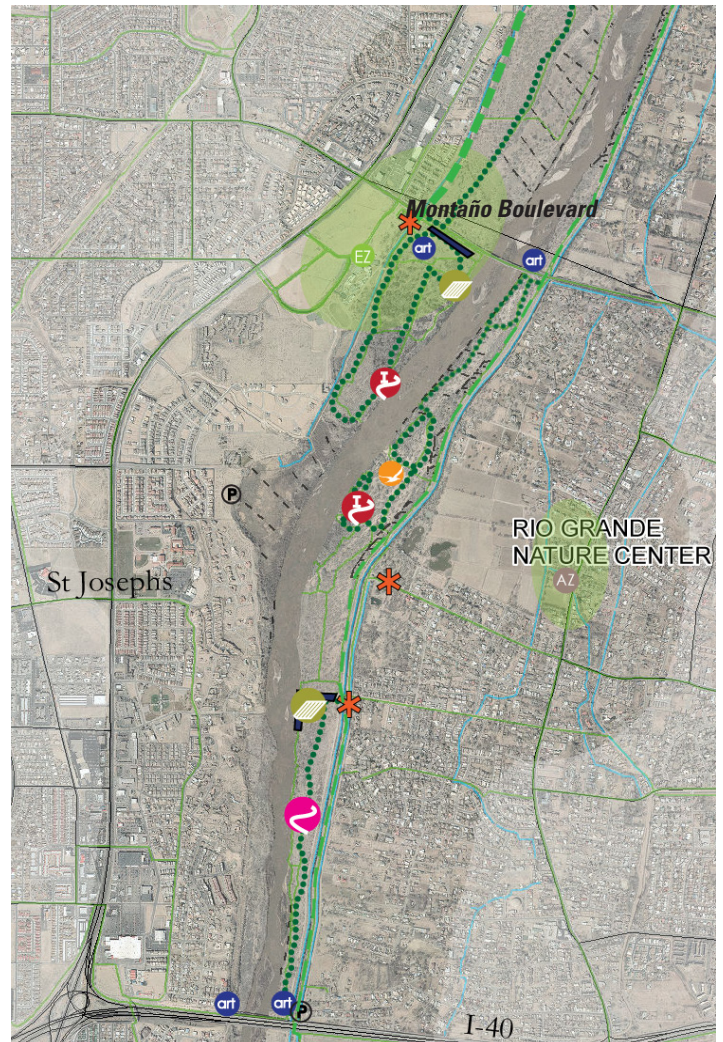 Montaño Boulevard
art
art
EZ
P
RIO GRANDE
NATURE CENTER
AZ
St Josephs
art
art
P
I-40